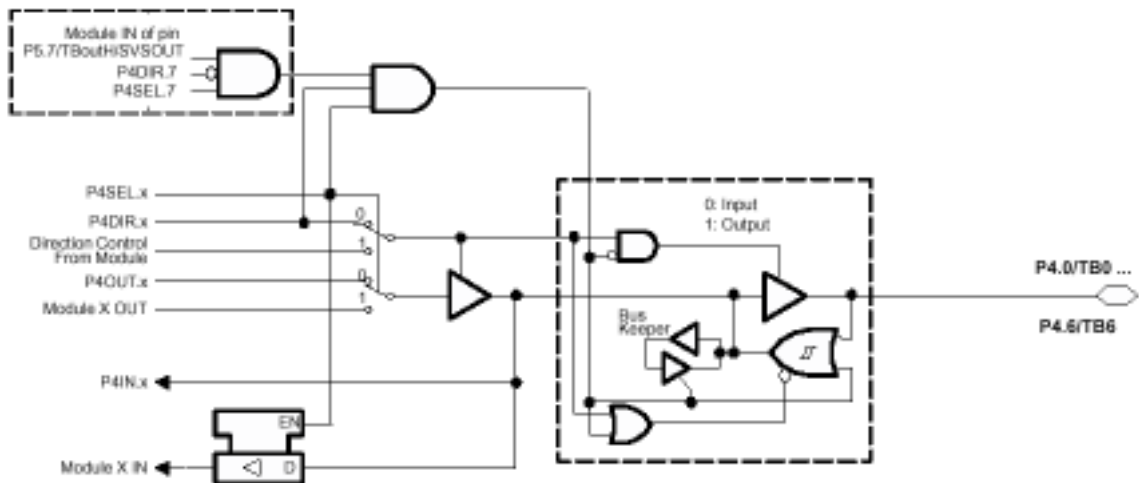 Module IN of pin
P5.7/TBoutH/SVSOUT
P4DIR.7
P4SEL.7
P4SEL.x
P4DIR.x
0
Direction Control
From Module
1
P4OUT.x
0
Module X OUT
1
0: Input
1: Output
P4.0/TB0 ...
P4.6/TB6
Bus
Keeper
P4IN.x
EN
Module X IN
D